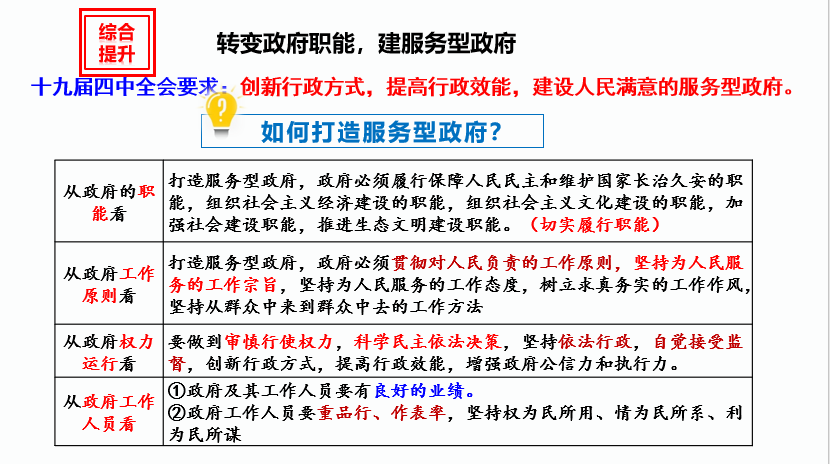 综合
提升
转变政府职能，建服务型政府
十九届四中全会要求：创新行政方式，提高行政效能，建设人民满意的服务型政府。
如何打造服务型政府？
从政府的职
能看
打造服务型政府，政府必须履行保障人民民主和维护国家长治久安的职
能，组织社会主义经济建设的职能，组织社会主义文化建设的职能，加
强社会建设职能，推进生态文明建设职能。（切实履行职能）
从政府工作
原则看
打造服务型政府，政府必须贯彻对人民负责的工作原则，坚持为人民服
务的工作宗旨，坚持为人民服务的工作态度，树立求真务实的工作作风，
坚持从群众中来到群众中去的工作方法
从政府权力
运行看
要做到审慎行使权力，科学民主依法决策，坚持依法行政，自觉接受监
督，创新行政方式，提高行政效能，增强政府公信力和执行力。
从政府工作
人员看
①政府及其工作人员要有良好的业绩。
②政府工作人员要重品行、作表率，坚持权为民所用、情为民所系、利
为民所谋